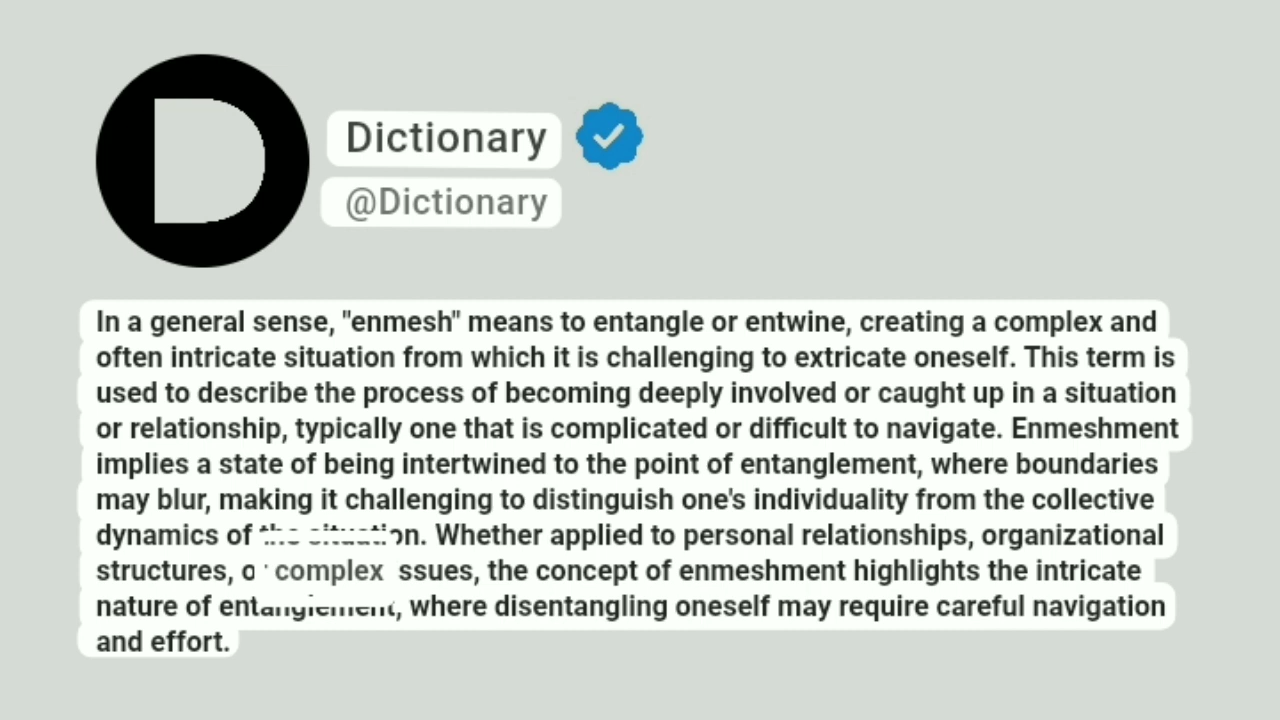 Dictionary
@Dictionary
In a general sense, "enmesh" means to entangle or entwine, creating a complex and
often intricate situation from which it is challenging to extricate oneself. This term is
used to describe the process of becoming deeply involved or caught up in a situation
or relationship, typically one that is complicated or difficult to navigate. Enmeshment
implies a state of being intertwined to the point of entanglement, where boundaries
may blur, making it challenging to distinguish one's individuality from the collective
dynamics of the situation. Whether applied to personal relationships, organizational
structures, complex the concept of enmeshment highlights the intricate
nature of entanglement, where disentangling oneself may require careful navigation
and effort.